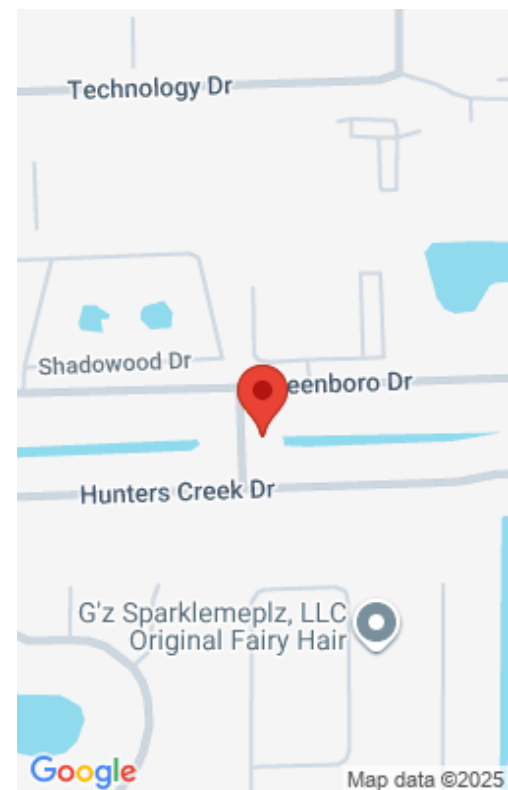 Technology Dr
Shadowood Dr
eenboro Dr
Hunters Creek Dr
G'z Sparklemeplz, LLC
Original Fairy Hair
Google
Map data ©2025